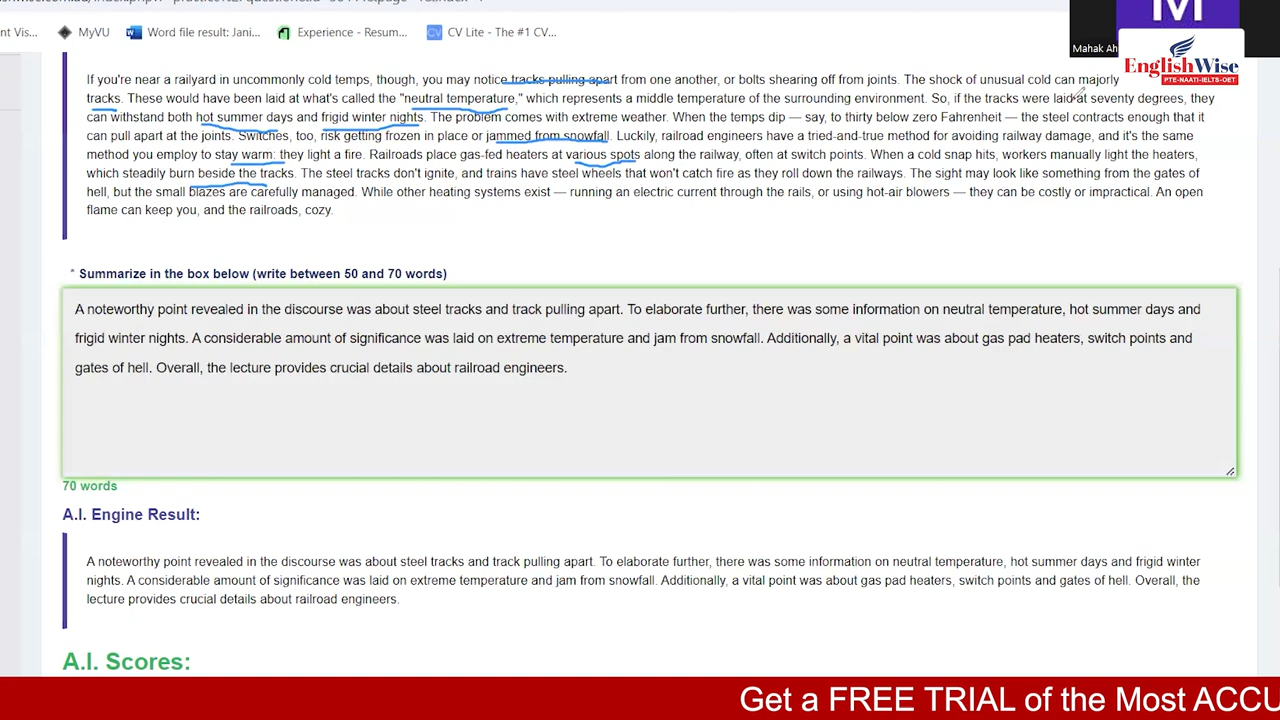 nt Vis...
MyVU
Word file result: Jani...
Experience - Resum...
CV Lite - The #1 CV...
M
Mahak Ah
EnglishWise
PTE-NAATI-IELTS-OET
If you're near a railyard in uncommonly cold temps, though, you may notice tracks pulling apart from one another, or bolts shearing off from joints. The shock of unusual cold can majorly
tracks. These would have been laid at what's called the "neutral temperature," which represents a middle temperature of the surrounding environment. So, if the tracks were laid at seventy degrees, they
can withstand both hot summer days and frigid winter nights. The problem comes with extreme weather. When the temps dip — say, to thirty below zero Fahrenheit — the steel contracts enough that it
can pull apart at the joints. Switches, too, risk getting frozen in place or jammed from snowfall. Luckily, railroad engineers have a tried-and-true method for avoiding railway damage, and it's the same
method you employ to stay warm: they light a fire. Railroads place gas-fed heaters at various spots along the railway, often at switch points. When a cold snap hits, workers manually light the heaters,
which steadily burn beside the tracks. The steel tracks don't ignite, and trains have steel wheels that won't catch fire as they roll down the railways. The sight may look like something from the gates of
hell, but the small blazes are carefully managed. While other heating systems exist — running an electric current through the rails, or using hot-air blowers — they can be costly or impractical. An open
flame can keep you, and the railroads, cozy.
* Summarize in the box below (write between 50 and 70 words)
A noteworthy point revealed in the discourse was about steel tracks and track pulling apart. To elaborate further, there was some information on neutral temperature, hot summer days and
frigid winter nights. A considerable amount of significance was laid on extreme temperature and jam from snowfall. Additionally, a vital point was about gas pad heaters, switch points and
gates of hell. Overall, the lecture provides crucial details about railroad engineers.
70 words
A.I. Engine Result:
A noteworthy point revealed in the discourse was about steel tracks and track pulling apart. To elaborate further, there was some information on neutral temperature, hot summer days and frigid winter
nights. A considerable amount of significance was laid on extreme temperature and jam from snowfall. Additionally, a vital point was about gas pad heaters, switch points and gates of hell. Overall, the
lecture provides crucial details about railroad engineers.
A.I. Scores:
Get a FREE TRIAL of the Most ACCU